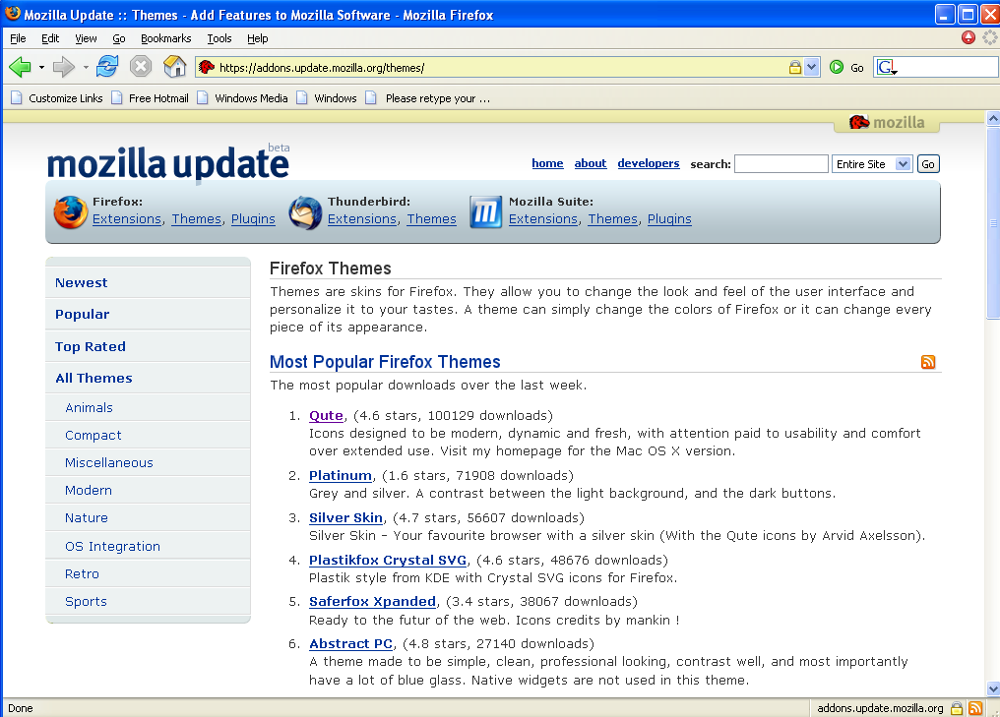 Mozilla Update :: Themes - Add Features to Mozilla Software - Mozilla Firefox
File Edit View Go Bookmarks Tools Help
https://addons.update.mozilla.org/themes/ Go G
Customize Links Free Hotmail Windows Media Windows Please retype your ...
mozilla
mozilla update beta
home about developers search: Entire Site Go
Firefox:
Extensions, Themes, Plugins
Thunderbird:
Extensions, Themes
Mozilla Suite:
Extensions, Themes, Plugins
Newest
Popular
Top Rated
All Themes
Animals
Compact
Miscellaneous
Modern
Nature
OS Integration
Retro
Sports
Firefox Themes
Themes are skins for Firefox. They allow you to change the look and feel of the user interface and
personalize it to your tastes. A theme can simply change the colors of Firefox or it can change every
piece of its appearance.
Most Popular Firefox Themes
The most popular downloads over the last week.
1. Qute, (4.6 stars, 100129 downloads)
Icons designed to be modern, dynamic and fresh, with attention paid to usability and comfort
over extended use. Visit my homepage for the Mac OS X version.
2. Platinum, (1.6 stars, 71908 downloads)
Grey and silver. A contrast between the light background, and the dark buttons.
3. Silver Skin, (4.7 stars, 56607 downloads)
Silver Skin - Your favourite browser with a silver skin (With the Qute icons by Arvid Axelsson).
4. Plastikfox Crystal SVG, (4.6 stars, 48676 downloads)
Plastik style from KDE with Crystal SVG icons for Firefox.
5. Saferfox Xpanded, (3.4 stars, 38067 downloads)
Ready to the futur of the web. Icons credits by mankin !
6. Abstract PC, (4.8 stars, 27140 downloads)
A theme made to be simple, clean, professional looking, contrast well, and most importantly
have a lot of blue glass. Native widgets are not used in this theme.
Done addons.update.mozilla.org